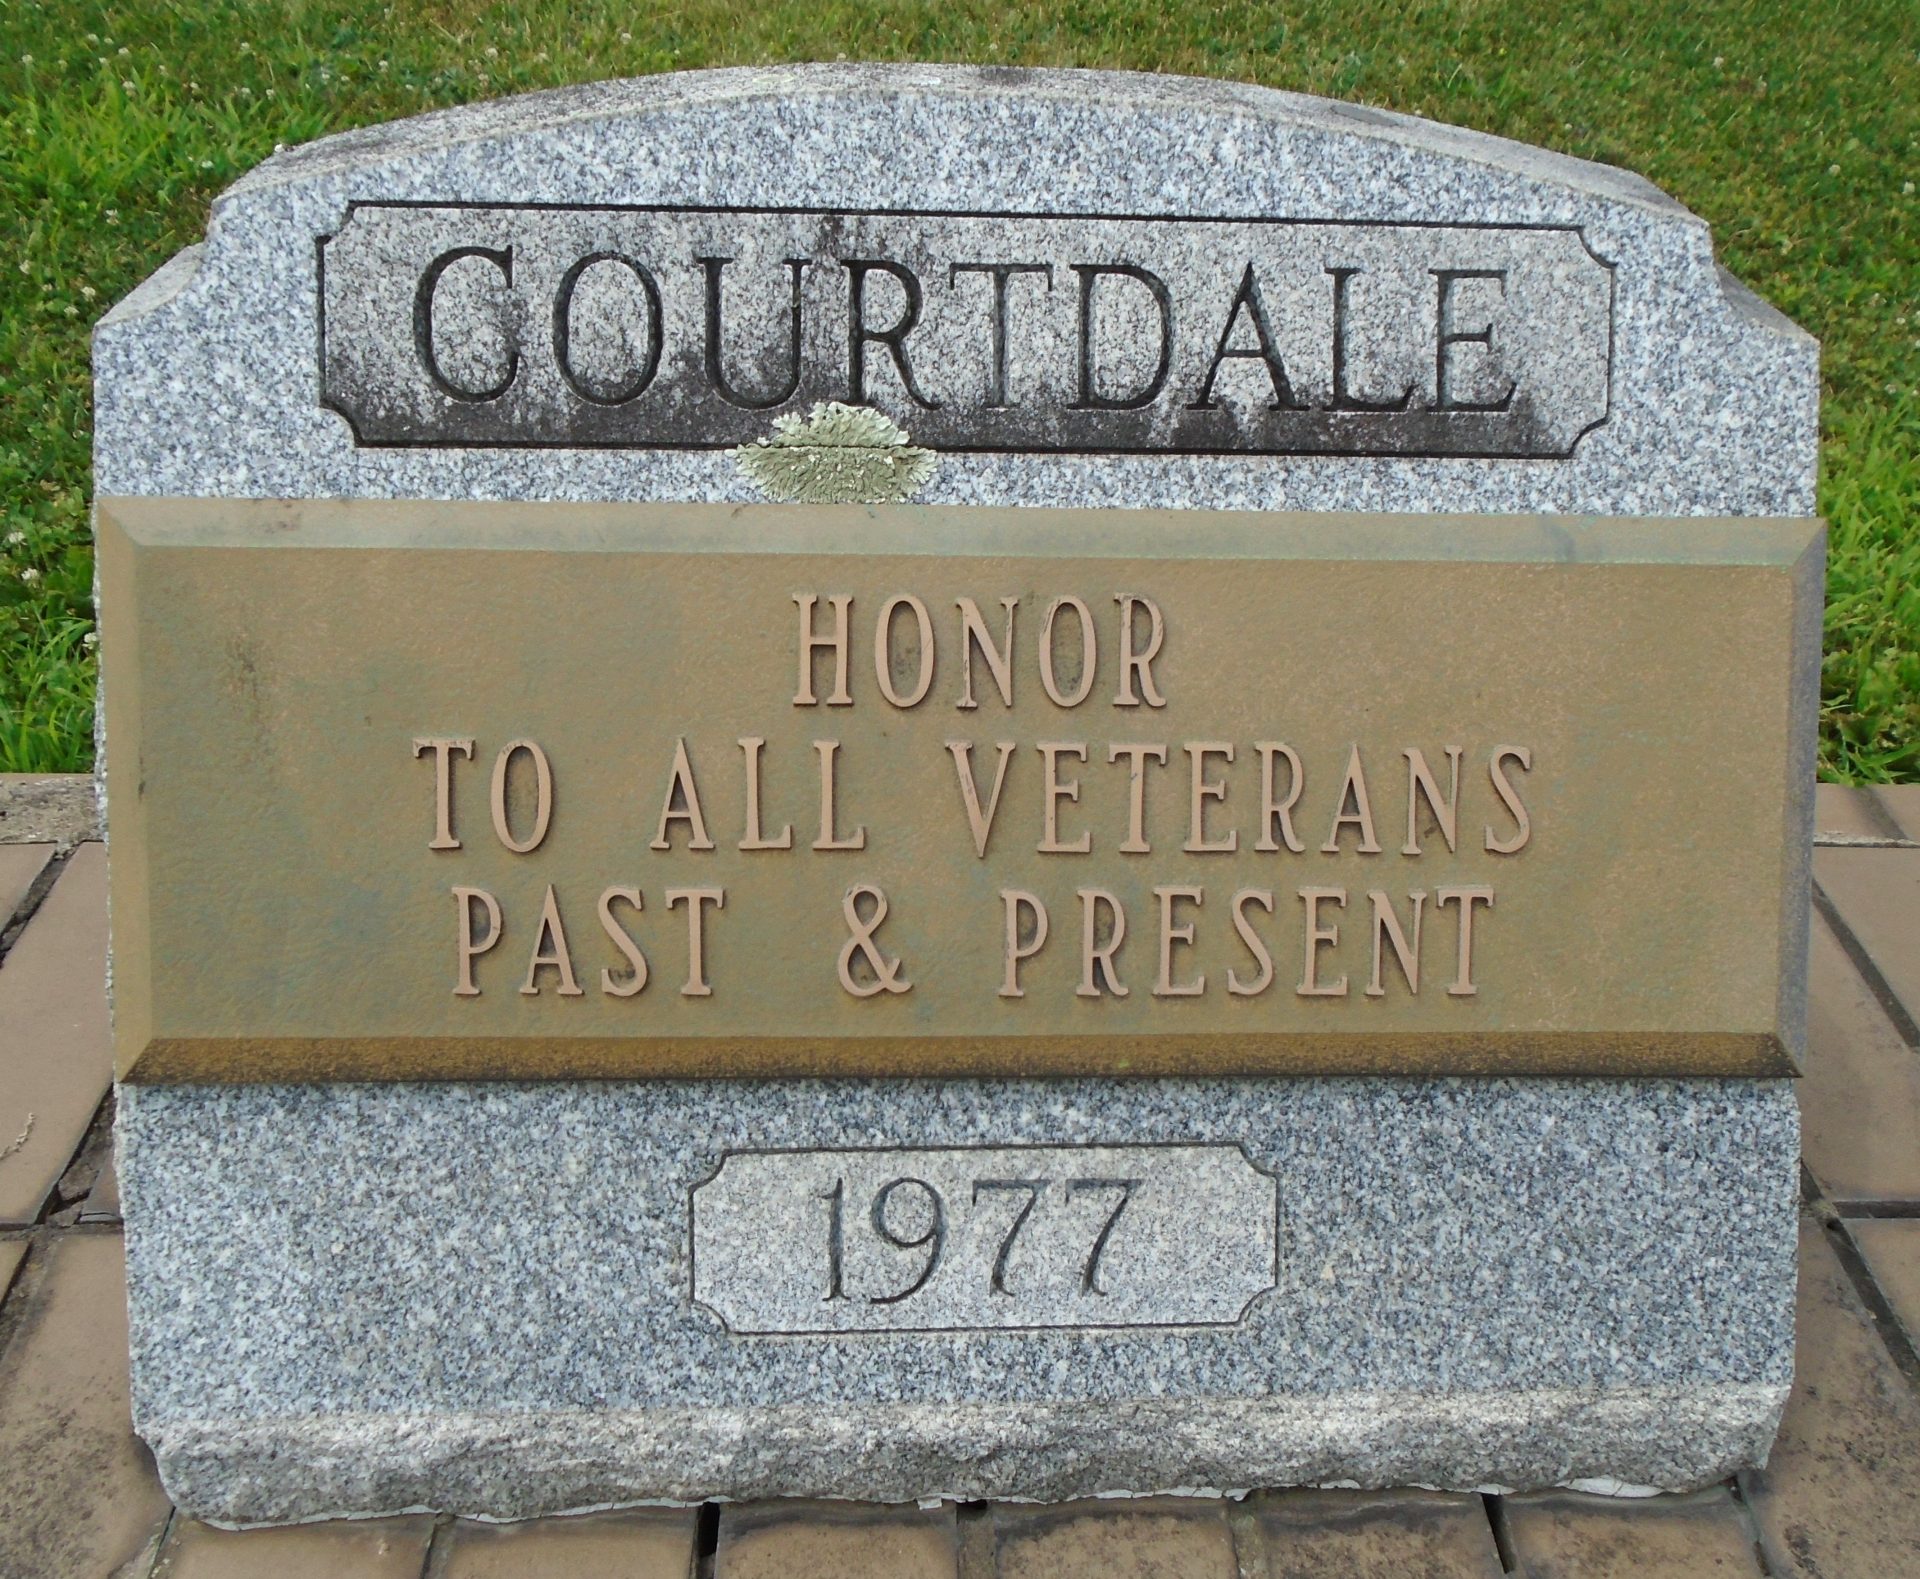 COURTDALE
HONOR
TO ALL VETERANS
PAST & PRESENT
1977